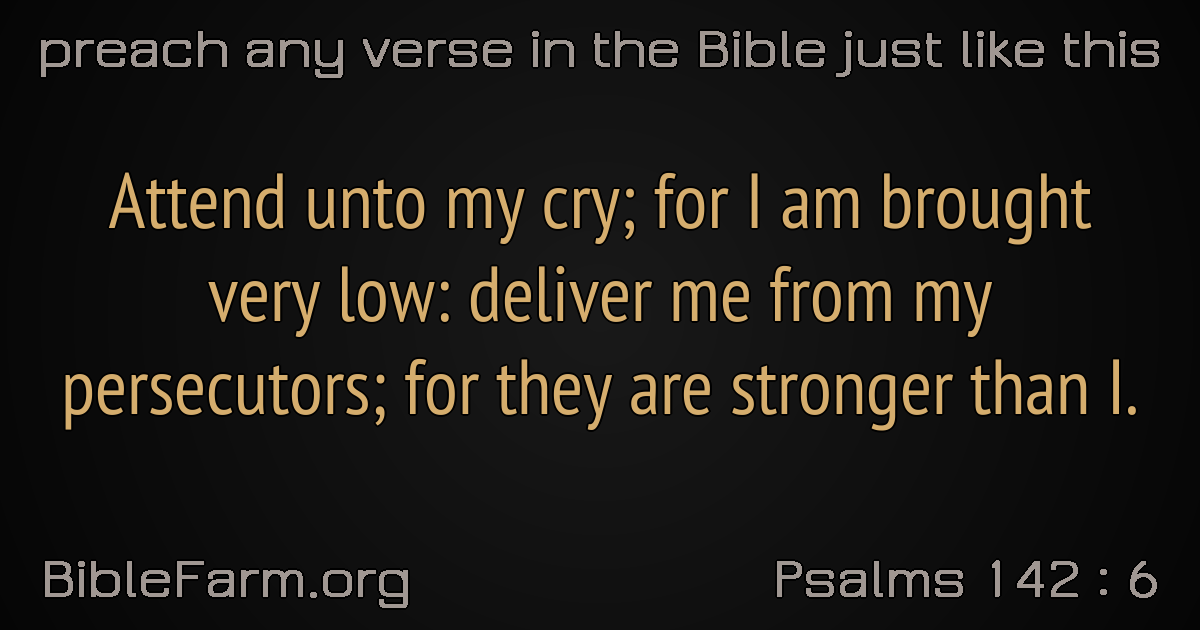 preach any verse in the Bible just like this
Attend unto my cry; for I am brought
very low: deliver me from my
persecutors; for they are stronger than I.
BibleFarm.org
Psalms 142 : 6